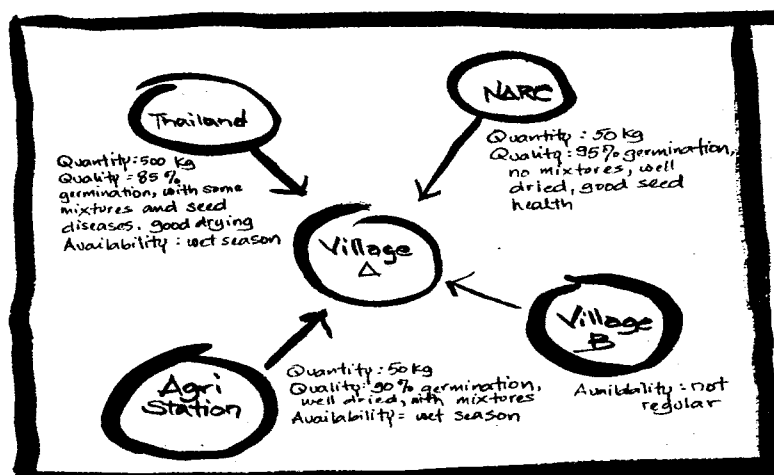 Thailand
Quantity : 500 kg
Quality : 85 %
germination, with some
mixtures and seed
diseases, good drying
Availability : wet season
NARC
Quantity : 50 kg
Quality : 95% germination,
no mixtures, well
dried, good seed
health
Village
A
Village
B
Availability : not
regular
Agri
Station
Quantity : 50 kg
Quality : 90 % germination,
well dried, with mixtures
Availability = wet season